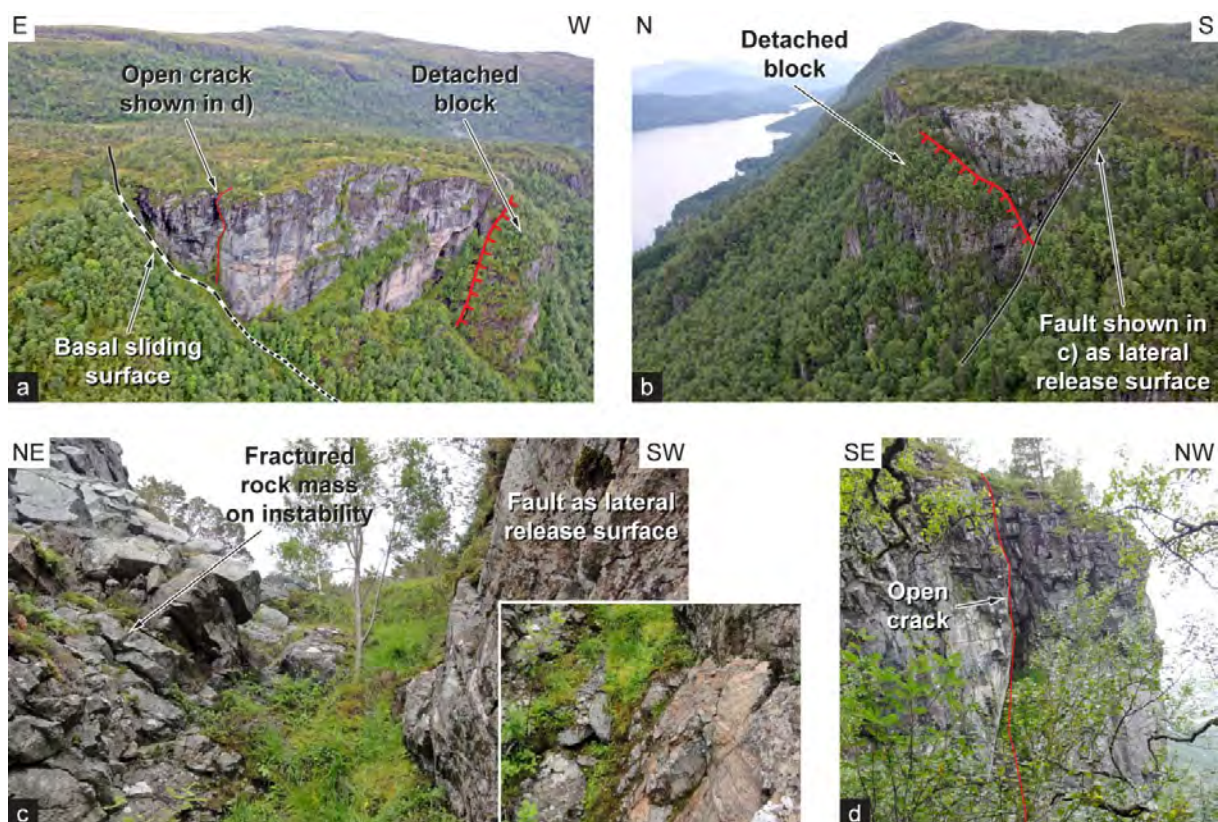 E
W
Open crack
shown in d)
Detached
block
Basal sliding
surface
a
N
S
Detached
block
Fault shown in
c) as lateral
release surface
b
NE
SW
Fractured
rock mass
on instability
Fault as lateral
release surface
c
SE
NW
Open
crack
d